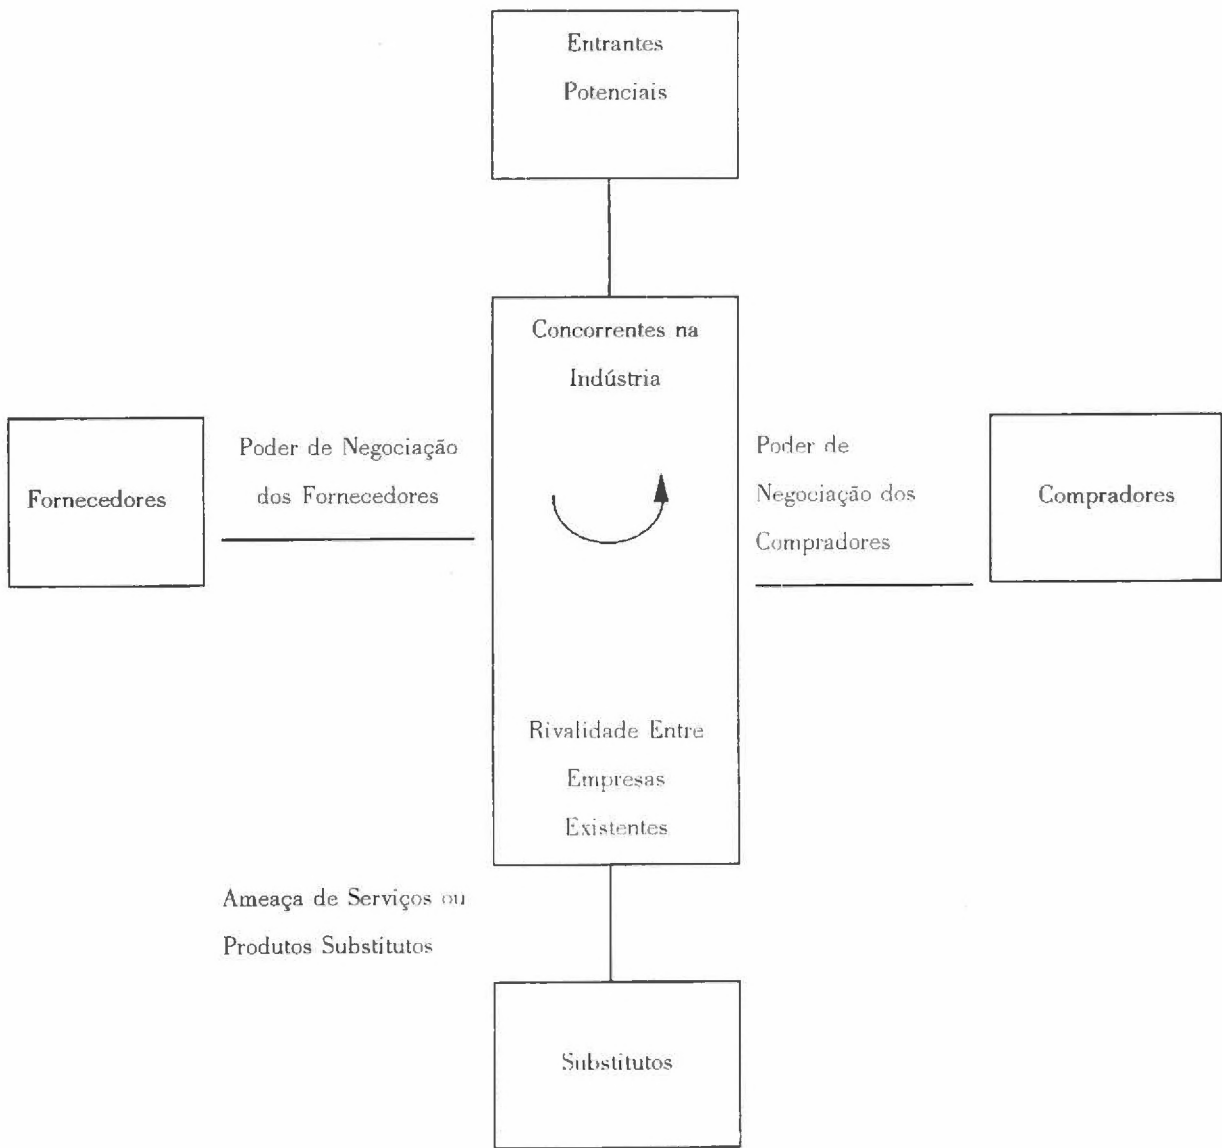 Entrantes
Potenciais
Concorrentes na
Indústria
Fornecedores
Poder de Negociação
dos Fornecedores
Poder de
Negociação dos
Compradores
Compradores
Rivalidade Entre
Empresas
Existentes
Ameaça de Serviços ou
Produtos Substitutos
Substitutos